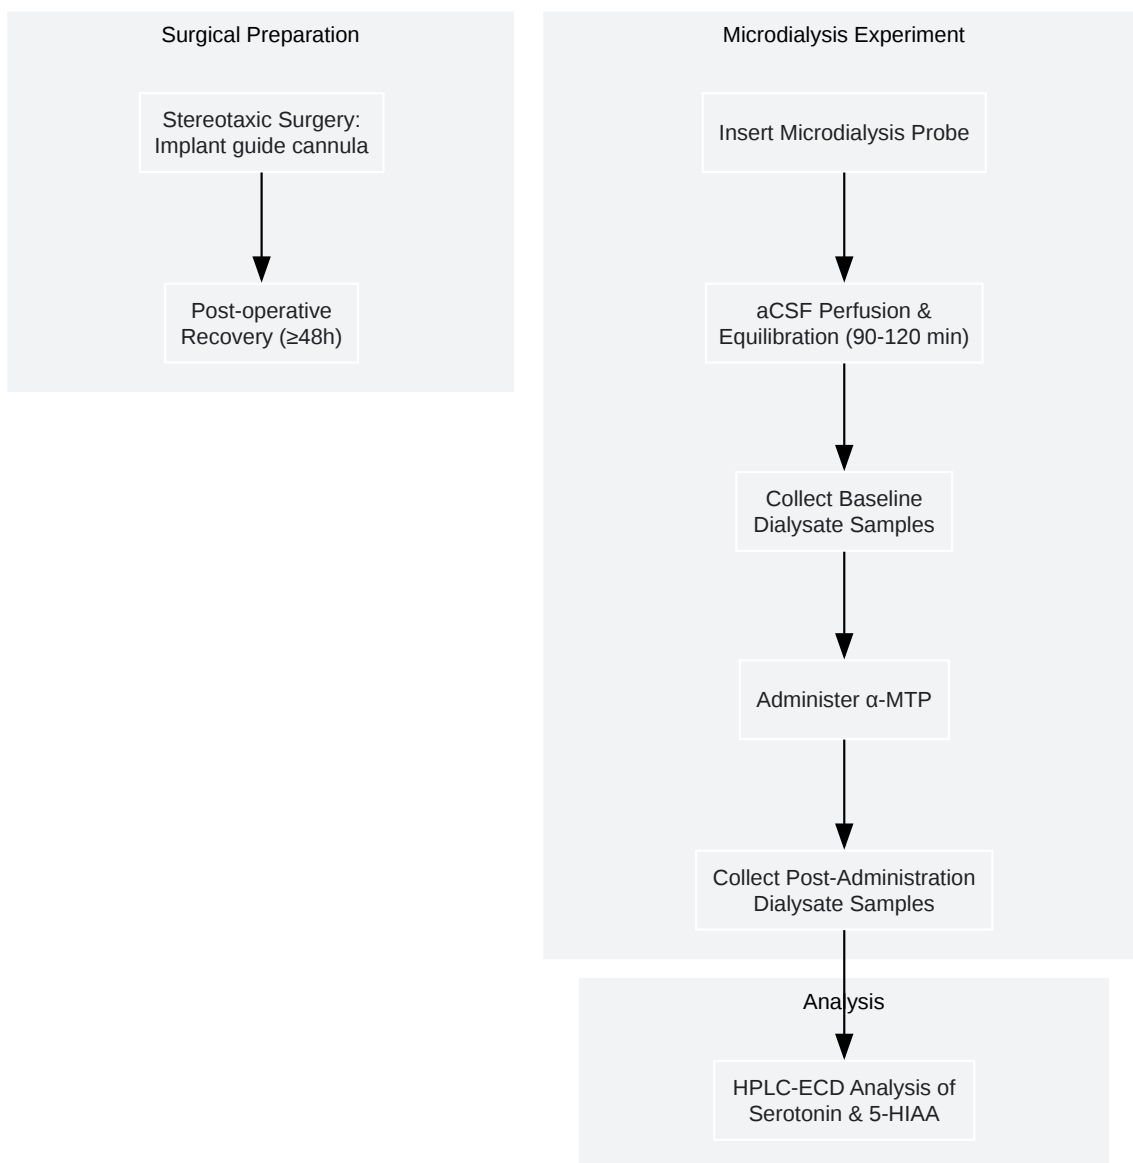 Surgical Preparation
Stereotaxic Surgery:
Implant guide cannula
Post-operative
Recovery (≥48h)
Microdialysis Experiment
Insert Microdialysis Probe
aCSF Perfusion &
Equilibration (90-120 min)
Collect Baseline
Dialysate Samples
Administer α-MTP
Collect Post-Administration
Dialysate Samples
Analysis
HPLC-ECD Analysis of
Serotonin & 5-HIAA